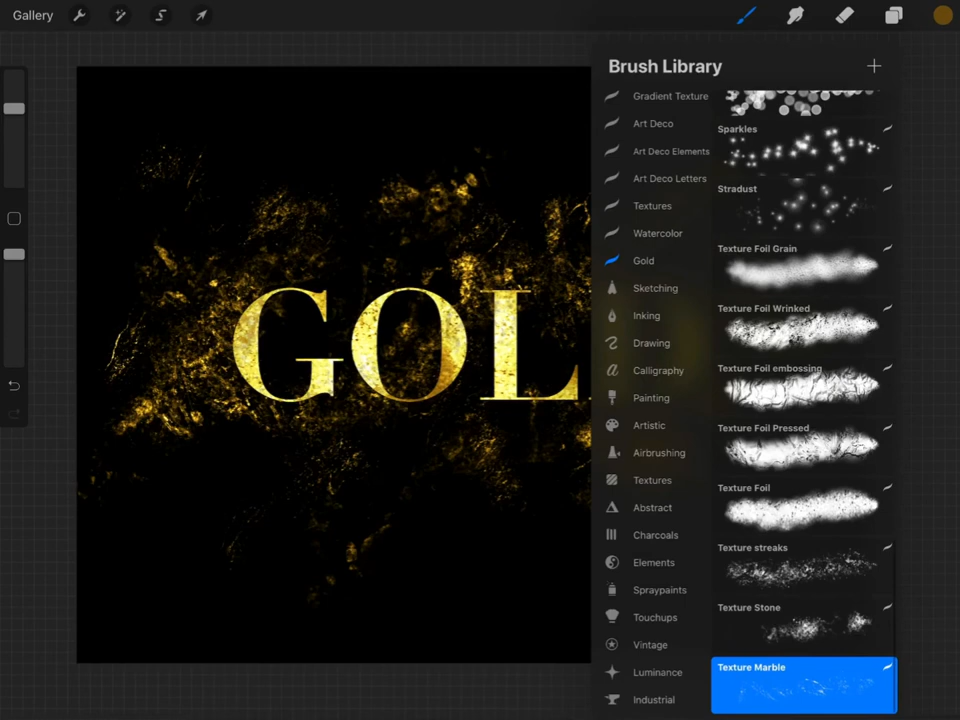 Gallery
Brush Library
Gradient Texture
Art Deco
Art Deco Elements
Art Deco Letters
Textures
Watercolor
Gold
Sketching
Inking
Drawing
Calligraphy
Painting
Artistic
Airbrushing
Textures
Abstract
Charcoals
Elements
Spraypaints
Touchups
Vintage
Luminance
Industrial
Sparkles
Stradust
Texture Foil Grain
Texture Foil Wrinked
Texture Foil embossing
Texture Foil Pressed
Texture Foil
Texture streaks
Texture Stone
Texture Marble
GOL